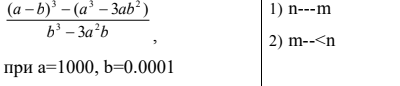 (a−b)³ −(a³ −3ab²)
b³ −3a²b ,
при a=1000, b=0.0001
1) n---m
2) m--<n